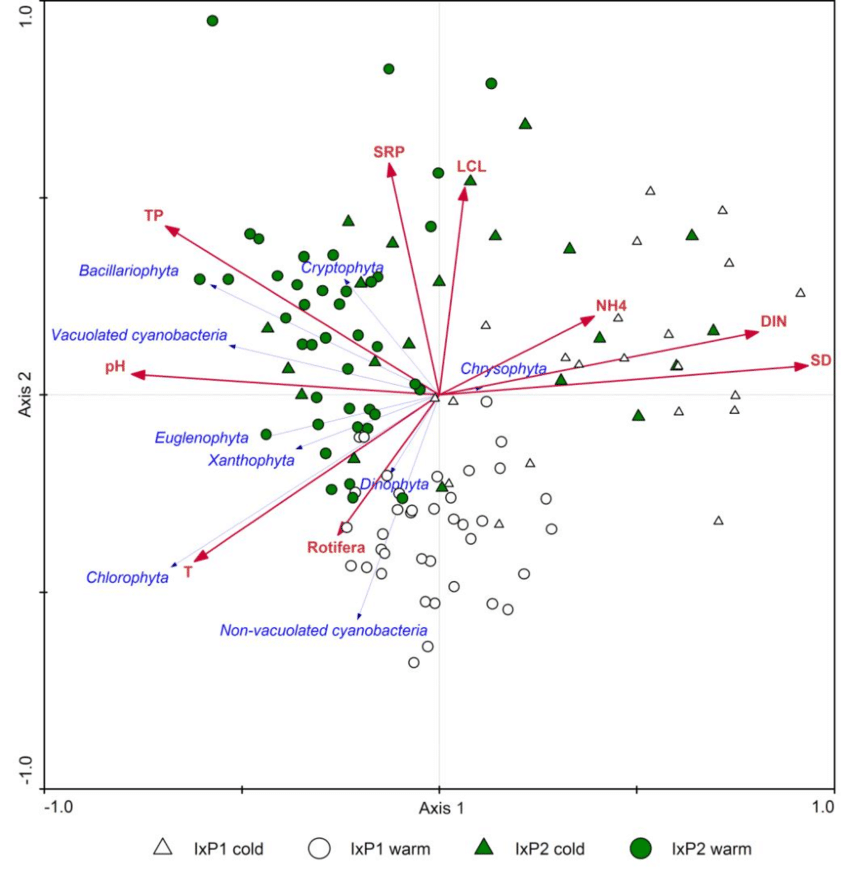 1.0
SRP
LCL
TP
Cryptophyta
Bacillariophyta
NH4
DIN
Vacuolated cyanobacteria
SD
pH
Chrysophyta
Axis 2
Euglenophyta
Xanthophyta
Dinophyta
Rotifera
T
Chlorophyta
Non-vacuolated cyanobacteria
-1.0
-1.0
Axis 1
1.0
IxP1 cold
IxP1 warm
IxP2 cold
IxP2 warm